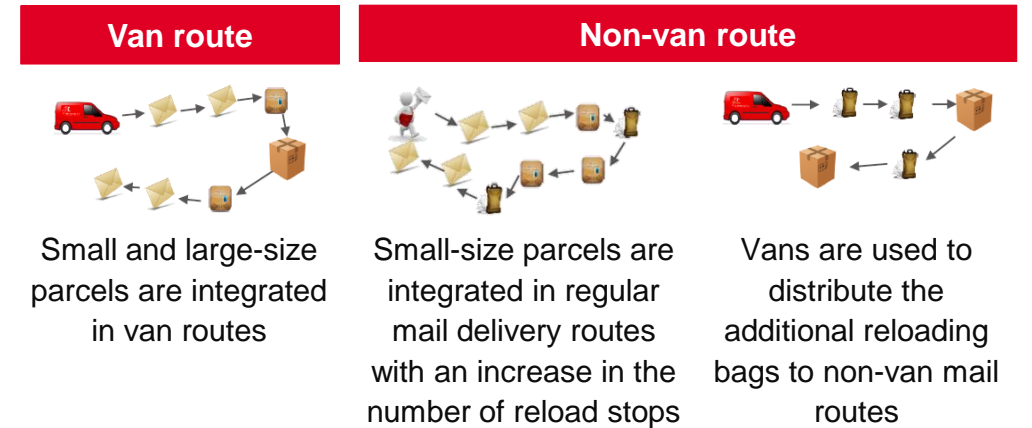 Van route
Non-van route
Small and large-size
parcels are integrated
in van routes
Small-size parcels are
integrated in regular
mail delivery routes
with an increase in the
number of reload stops
Vans are used to
distribute the
additional reloading
bags to non-van mail
routes